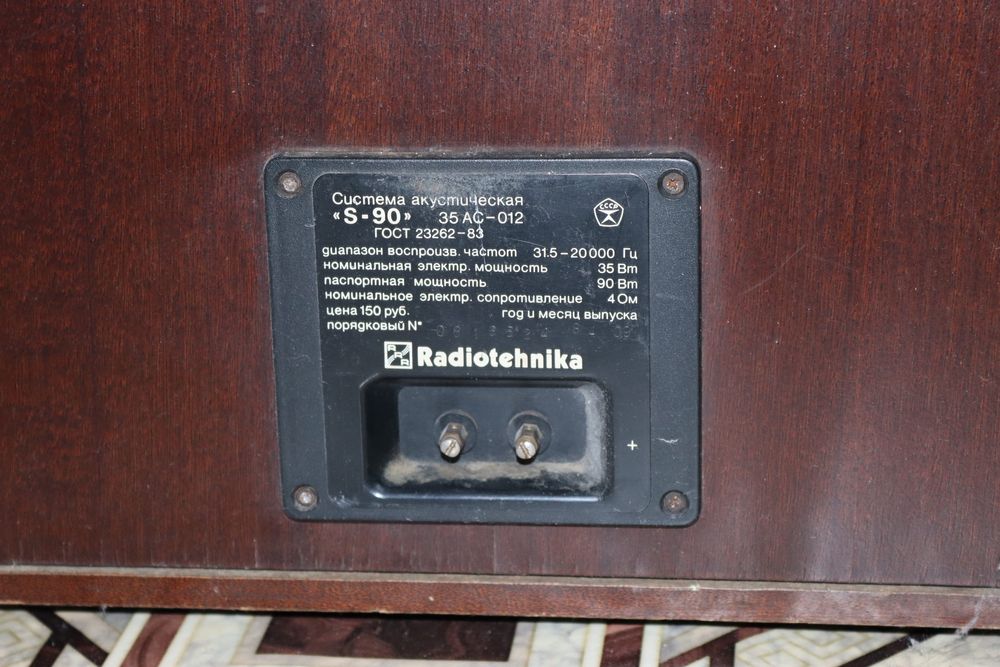 Система акустическая
«S-90» 35 АС-012
ГОСТ 23262-83
СССР
диапазон воспроизв. частот 31.5-20000 Гц
номинальная электр. мощность 35 Вт
паспортная мощность 90 Вт
номинальное электр. сопротивление 4 Ом
цена 150 руб. год и месяц выпуска
порядковый N°
Radiotehnika
+